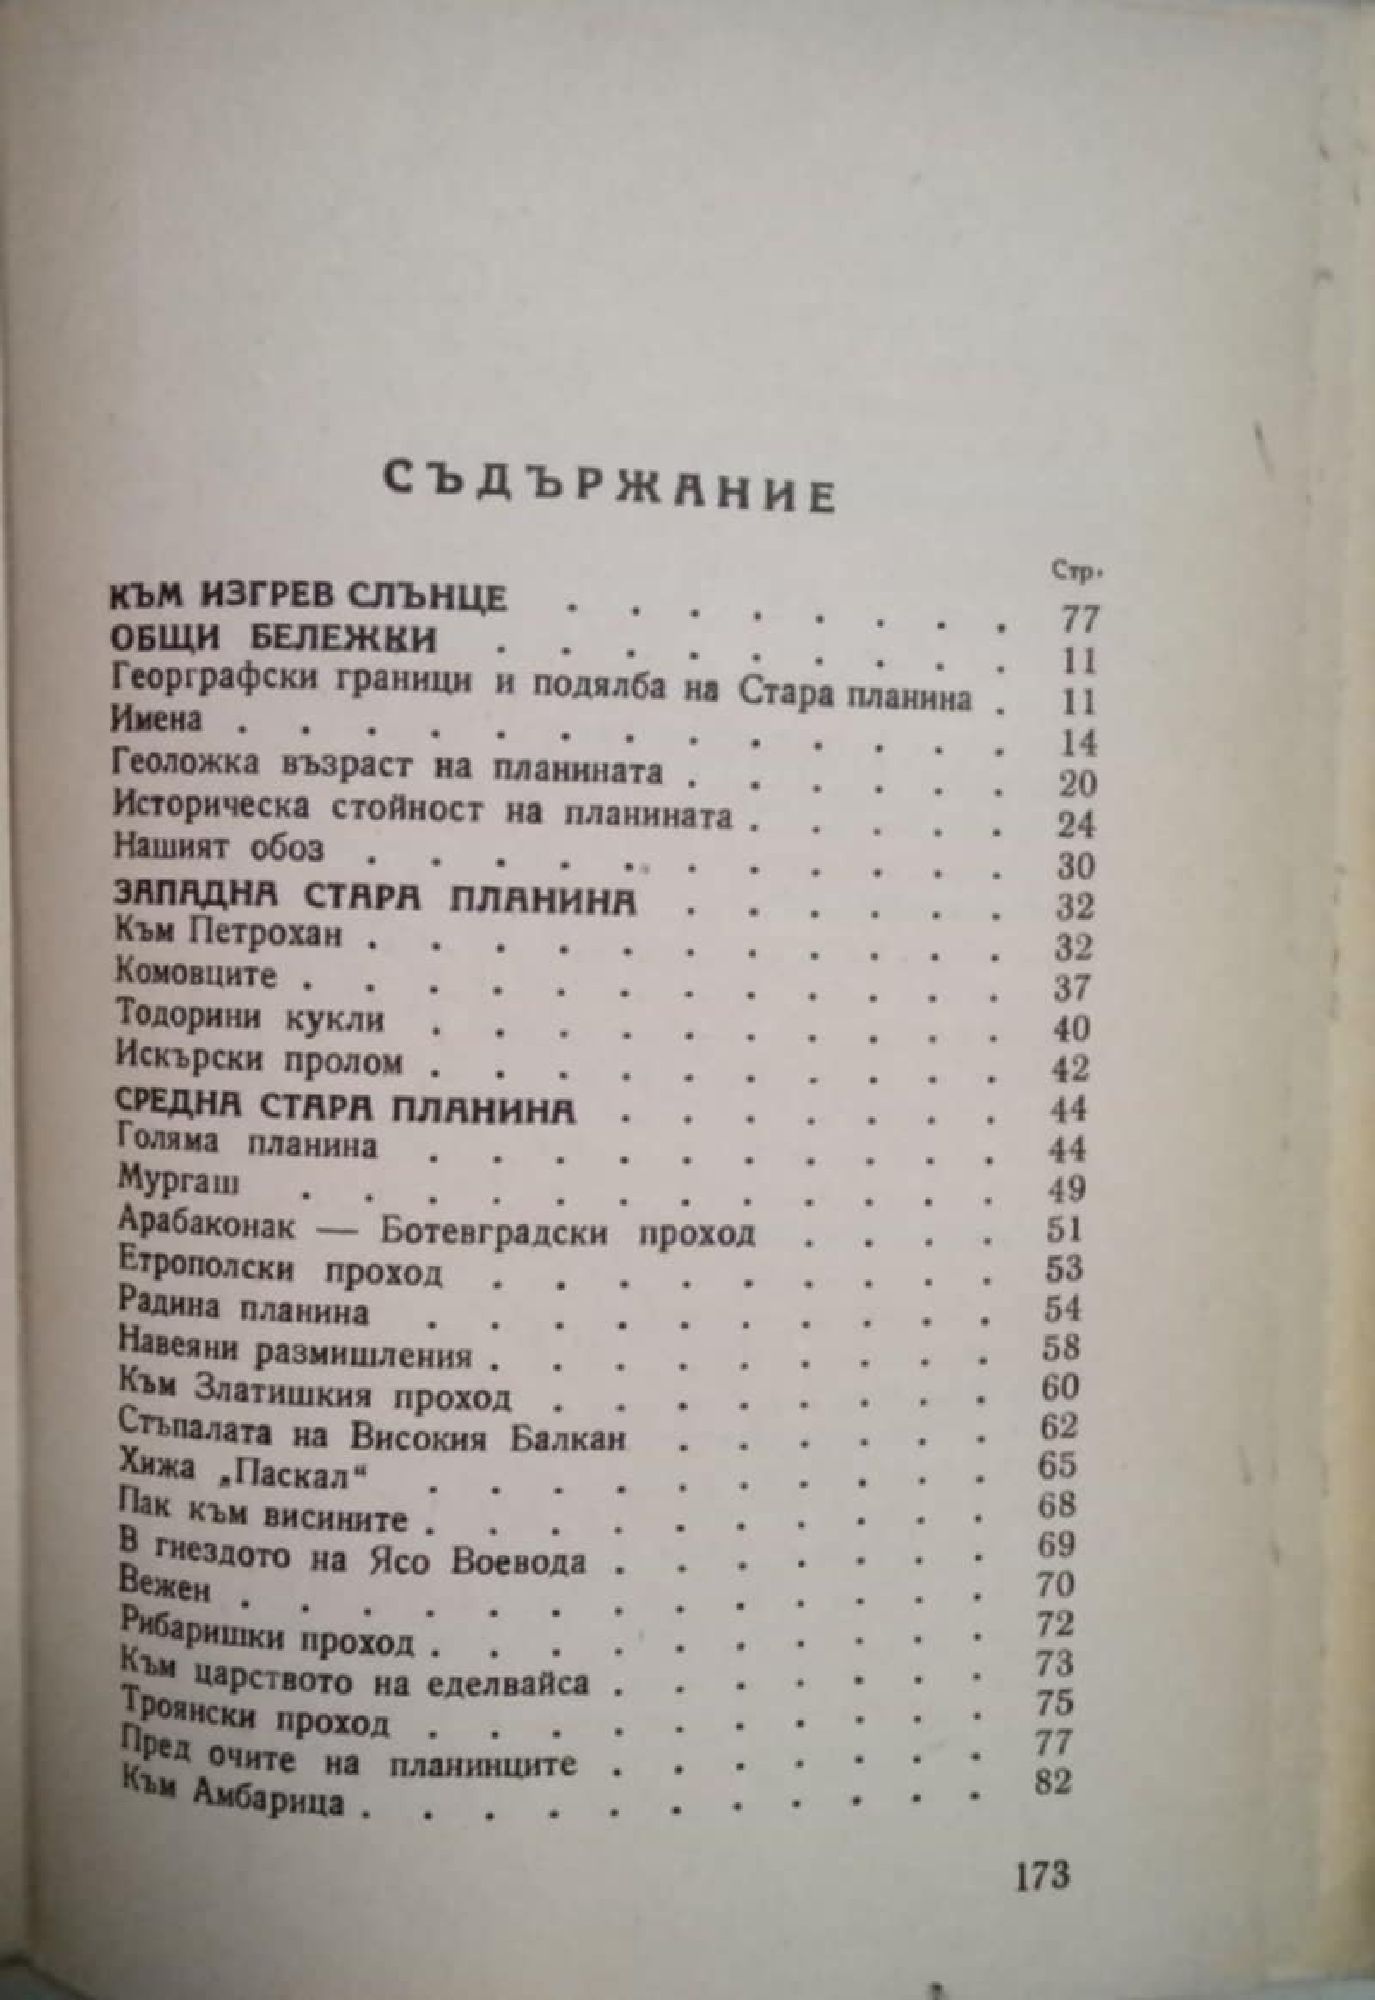 СЪДЪРЖАНИЕ
Стр.
КЪМ ИЗГРЕВ СЛЪНЦЕ . . . . . . . . 77
ОБЩИ БЕЛЕЖКИ . . . . . . . . . 11
Георграфски граници и подялба на Стара планина . 11
Имена . . . . . . . . . . . . . 14
Геоложка възраст на планината . . . . . . 20
Историческа стойност на планината . . . . . 24
Нашият обоз . . . . . . . . . . . 30
ЗАПАДНА СТАРА ПЛАНИНА . . . . . . 32
Към Петрохан . . . . . . . . . . . 32
Комовците . . . . . . . . . . . . 37
Тодорини кукли . . . . . . . . . . 40
Искърски пролом . . . . . . . . . . 42
СРЕДНА СТАРА ПЛАНИНА . . . . . . . 44
Голяма планина . . . . . . . . . . 44
Мургаш . . . . . . . . . . . . 49
Арабаконак — Ботевградски проход . . . . 51
Етрополски проход . . . . . . . . . 53
Радина планина . . . . . . . . . . 54
Навеяни размишления . . . . . . . . . 58
Към Златишкия проход . . . . . . . . 60
Стъпалата на Високия Балкан . . . . . . 62
Хижа „Паскал“ . . . . . . . . . . 65
Пак към висините . . . . . . . . . . 68
В гнездото на Ясо Воевода . . . . . . . 69
Вежен . . . . . . . . . . . . . 70
Рибаришки проход . . . . . . . . . . 72
Към царството на еделвайса . . . . . . . 73
Троянски проход . . . . . . . . . . 75
Пред очите на планинците . . . . . . . 77
Към Амбарица . . . . . . . . . . . 82
173